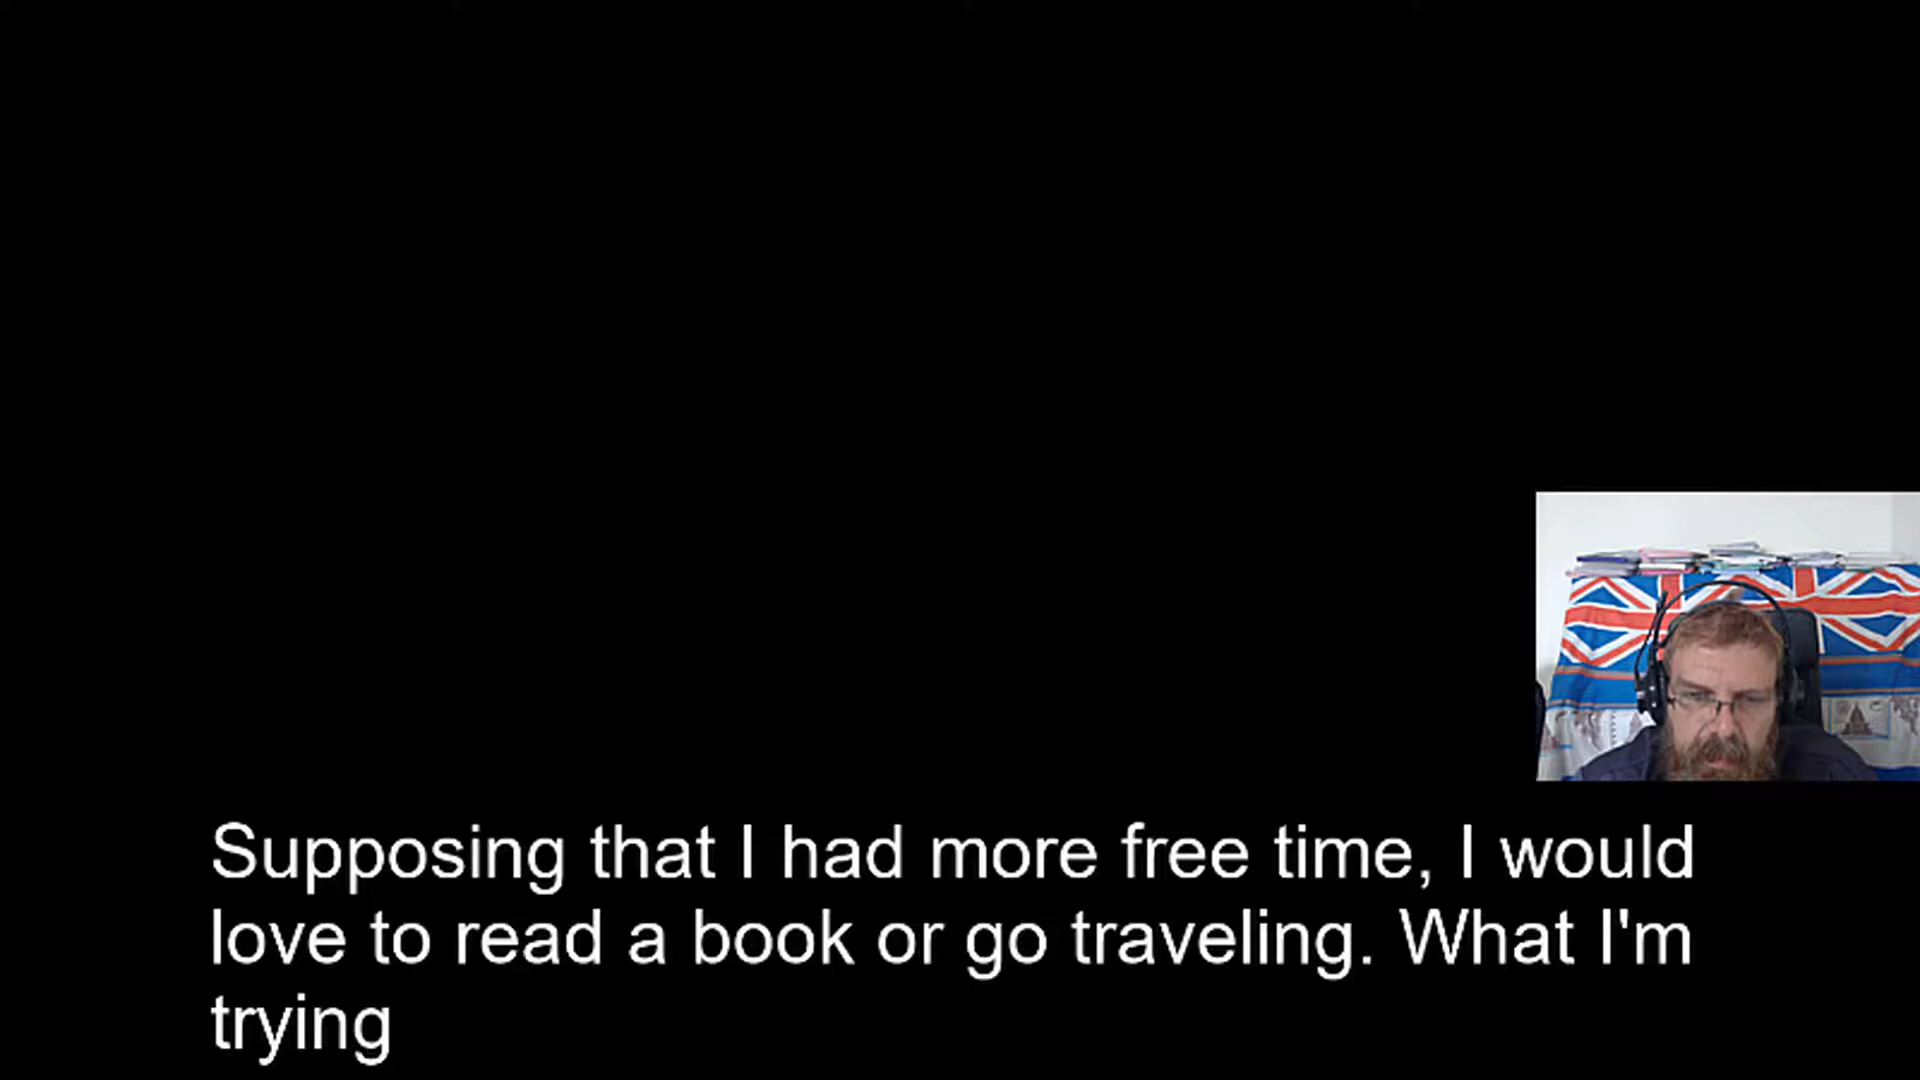 Supposing that I had more free time, I would
love to read a book or go traveling. What I'm
trying